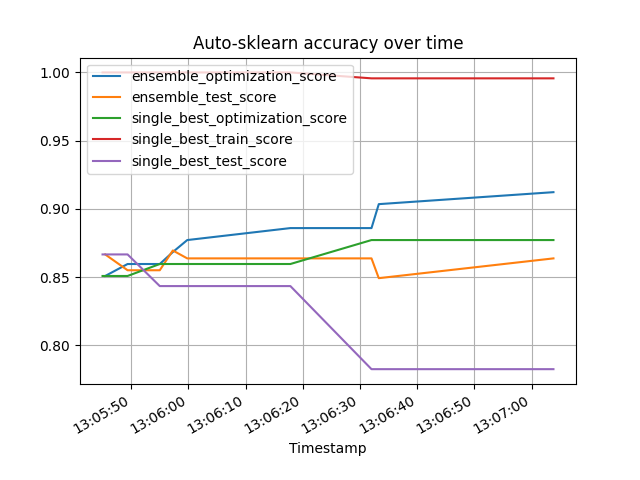 Auto-sklearn accuracy over time
1.00
0.95
0.90
0.85
0.80
ensemble_optimization_score
ensemble_test_score
single_best_optimization_score
single_best_train_score
single_best_test_score
13:05:50
13:06:00
13:06:10
13:06:20
13:06:30
13:06:40
13:06:50
13:07:00
Timestamp